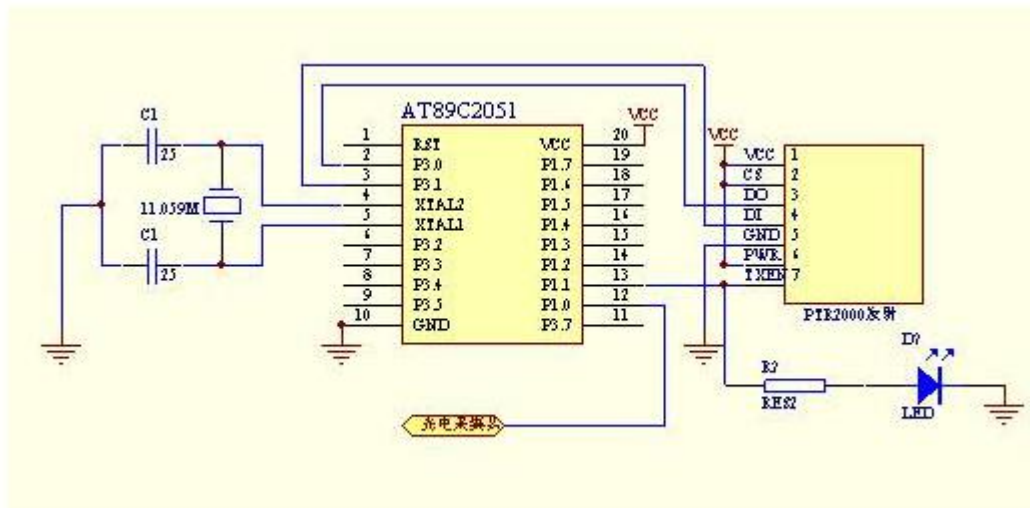 AT89C2051
C1
25
11.059M
C1
25
1 RST
2 P3.0
3 P3.1
4 XTAL2
5 XTAL1
6 P3.2
7 P3.3
8 P3.4
9 P3.5
10 GND
VCC 20
P1.7 19
P1.6 18
P1.5 17
P1.4 16
P1.3 15
P1.2 14
P1.1 13
P1.0 12
P3.7 11
VCC
VCC
VCC 1
CS 2
DO 3
DI 4
GND 5
PWR 6
TXEN 7
PTR2000发射
D?
LED
R?
RES2
光电采集头